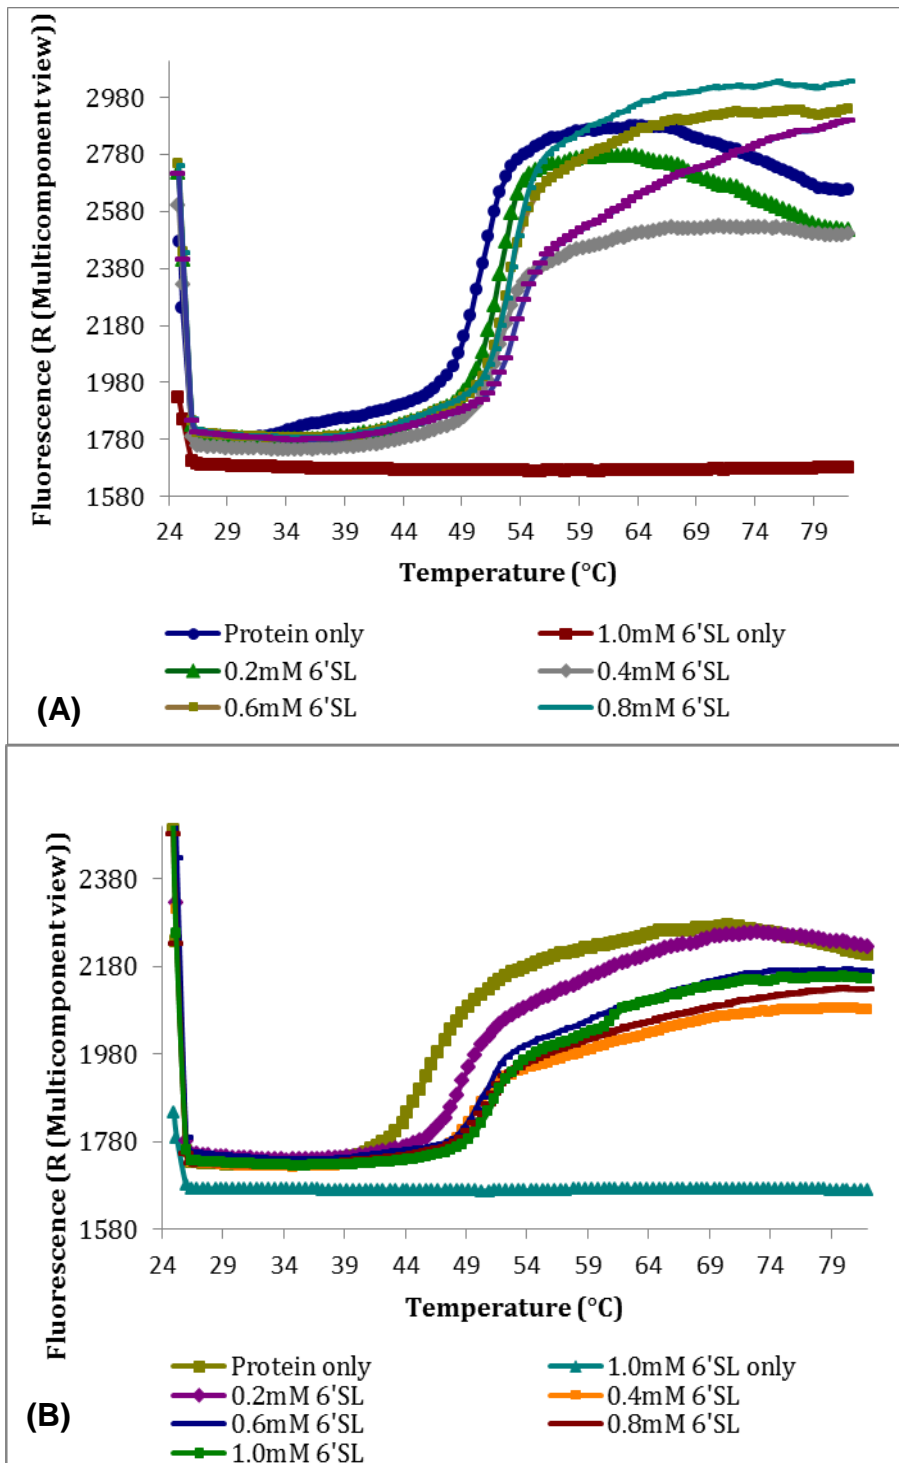 Fluorescence (R (Multicomponent view))
2980
2780
2580
2380
2180
1980
1780
1580
24 29 34 39 44 49 54 59 64 69 74 79
Temperature (°C)
Protein only 1.0mM 6'SL only
0.2mM 6'SL 0.4mM 6'SL
0.6mM 6'SL 0.8mM 6'SL
(A)
Fluorescence (R (Multicomponent view))
2380
2180
1980
1780
1580
24 29 34 39 44 49 54 59 64 69 74 79
Temperature (°C)
Protein only 1.0mM 6'SL only
0.2mM 6'SL 0.4mM 6'SL
0.6mM 6'SL 0.8mM 6'SL
1.0mM 6'SL
(B)